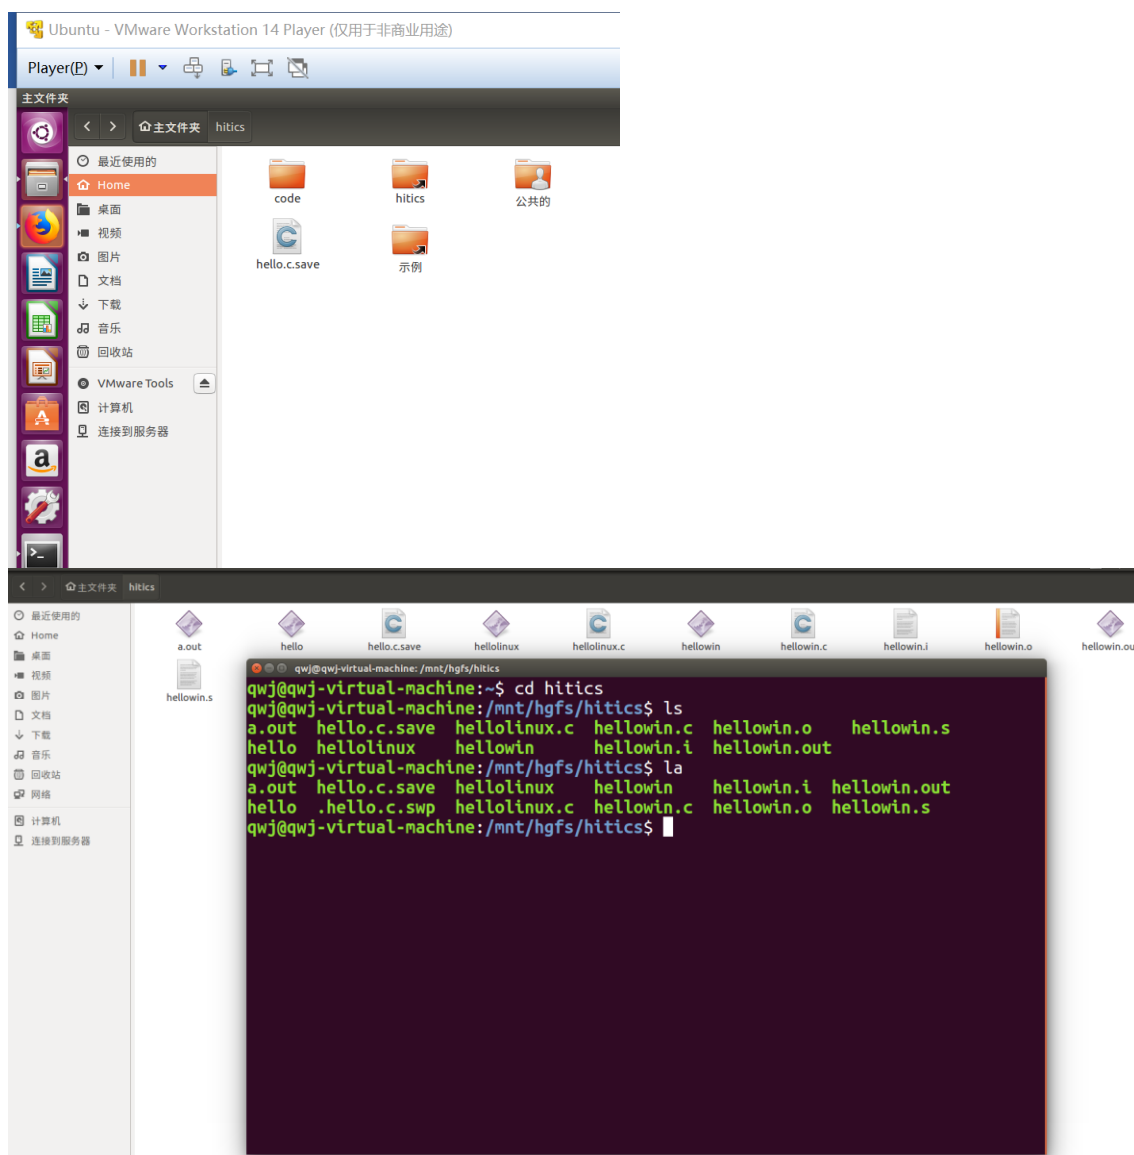 Ubuntu - VMware Workstation 14 Player (仅用于非商业用途)
Player(P)
主文件夹
主文件夹 hitics
最近使用的
Home
桌面
视频
图片
文档
下载
音乐
回收站
VMware Tools
计算机
连接到服务器
code hitics 公共的
hello.c.save 示例
主文件夹 hitics
最近使用的
Home
桌面
视频
图片
文档
下载
音乐
回收站
网络
计算机
连接到服务器
a.out hello hello.c.save hellolinux hellolinux.c hellowin hellowin.c hellowin.i hellowin.o hellowin.ou
hellowin.s
qwj@qwj-virtual-machine: /mnt/hgfs/hitics
qwj@qwj-virtual-machine:~$ cd hitics
qwj@qwj-virtual-machine:/mnt/hgfs/hitics$ ls
a.out hello.c.save hellolinux.c hellowin.c hellowin.o hellowin.s
hello hellolinux hellowin hellowin.i hellowin.out
qwj@qwj-virtual-machine:/mnt/hgfs/hitics$ la
a.out hello.c.save hellolinux hellowin hellowin.i hellowin.out
hello .hello.c.swp hellolinux.c hellowin.c hellowin.o hellowin.s
qwj@qwj-virtual-machine:/mnt/hgfs/hitics$